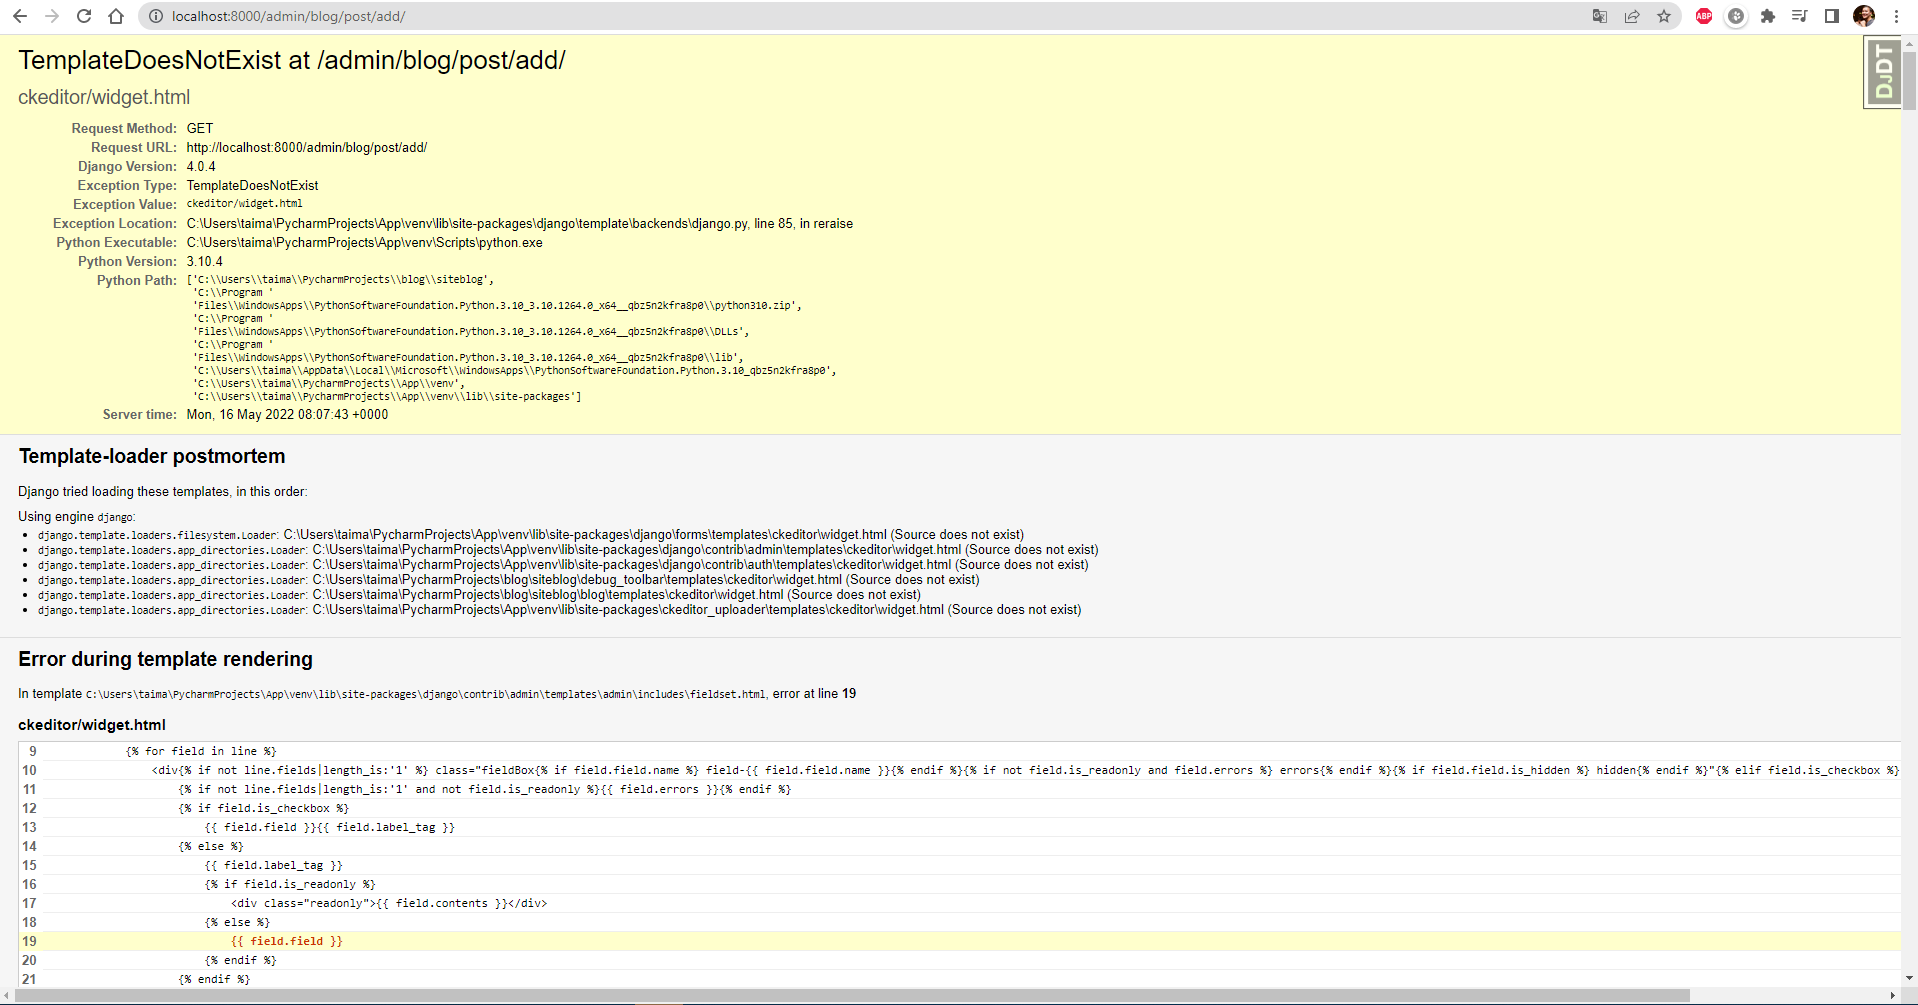 localhost:8000/admin/blog/post/add/
ABP
TemplateDoesNotExist at /admin/blog/post/add/
DJDT
ckeditor/widget.html
Request Method: GET
Request URL: http://localhost:8000/admin/blog/post/add/
Django Version: 4.0.4
Exception Type: TemplateDoesNotExist
Exception Value: ckeditor/widget.html
Exception Location: C:\Users\taima\PycharmProjects\App\venv\lib\site-packages\django\template\backends\django.py, line 85, in reraise
Python Executable: C:\Users\taima\PycharmProjects\App\venv\Scripts\python.exe
Python Version: 3.10.4
Python Path: ['C:\\Users\\taima\\PycharmProjects\\blog\\siteblog',
'C:\\Program '
'Files\\WindowsApps\\PythonSoftwareFoundation.Python.3.10_3.10.1264.0_x64__qbz5n2kfra8p0\\python310.zip',
'C:\\Program '
'Files\\WindowsApps\\PythonSoftwareFoundation.Python.3.10_3.10.1264.0_x64__qbz5n2kfra8p0\\DLLs',
'C:\\Program '
'Files\\WindowsApps\\PythonSoftwareFoundation.Python.3.10_3.10.1264.0_x64__qbz5n2kfra8p0\\lib',
'C:\\Users\\taima\\AppData\\Local\\Microsoft\\WindowsApps\\PythonSoftwareFoundation.Python.3.10_qbz5n2kfra8p0',
'C:\\Users\\taima\\PycharmProjects\\App\\venv',
'C:\\Users\\taima\\PycharmProjects\\App\\venv\\lib\\site-packages']
Server time: Mon, 16 May 2022 08:07:43 +0000
Template-loader postmortem
Django tried loading these templates, in this order:
Using engine django:
• django.template.loaders.filesystem.Loader: C:\Users\taima\PycharmProjects\App\venv\lib\site-packages\django\forms\templates\ckeditor\widget.html (Source does not exist)
• django.template.loaders.app_directories.Loader: C:\Users\taima\PycharmProjects\App\venv\lib\site-packages\django\contrib\admin\templates\ckeditor\widget.html (Source does not exist)
• django.template.loaders.app_directories.Loader: C:\Users\taima\PycharmProjects\App\venv\lib\site-packages\django\contrib\auth\templates\ckeditor\widget.html (Source does not exist)
• django.template.loaders.app_directories.Loader: C:\Users\taima\PycharmProjects\blog\siteblog\debug_toolbar\templates\ckeditor\widget.html (Source does not exist)
• django.template.loaders.app_directories.Loader: C:\Users\taima\PycharmProjects\blog\siteblog\blog\templates\ckeditor\widget.html (Source does not exist)
• django.template.loaders.app_directories.Loader: C:\Users\taima\PycharmProjects\App\venv\lib\site-packages\ckeditor_uploader\templates\ckeditor\widget.html (Source does not exist)
Error during template rendering
In template C:\Users\taima\PycharmProjects\App\venv\lib\site-packages\django\contrib\admin\templates\admin\includes\fieldset.html, error at line 19
ckeditor/widget.html
9 {% for field in line %}
10 <div{% if not line.fields|length_is:'1' %} class="fieldBox{% if field.field.name %} field-{{ field.field.name }}{% endif %}{% if not field.is_readonly and field.errors %} errors{% endif %}{% if field.field.is_hidden %} hidden{% endif %}"{% elif field.is_checkbox %}
11 {% if not line.fields|length_is:'1' and not field.is_readonly %}{{ field.errors }}{% endif %}
12 {% if field.is_checkbox %}
13 {{ field.field }}{{ field.label_tag }}
14 {% else %}
15 {{ field.label_tag }}
16 {% if field.is_readonly %}
17 <div class="readonly">{{ field.contents }}</div>
18 {% else %}
19 {{ field.field }}
20 {% endif %}
21 {% endif %}